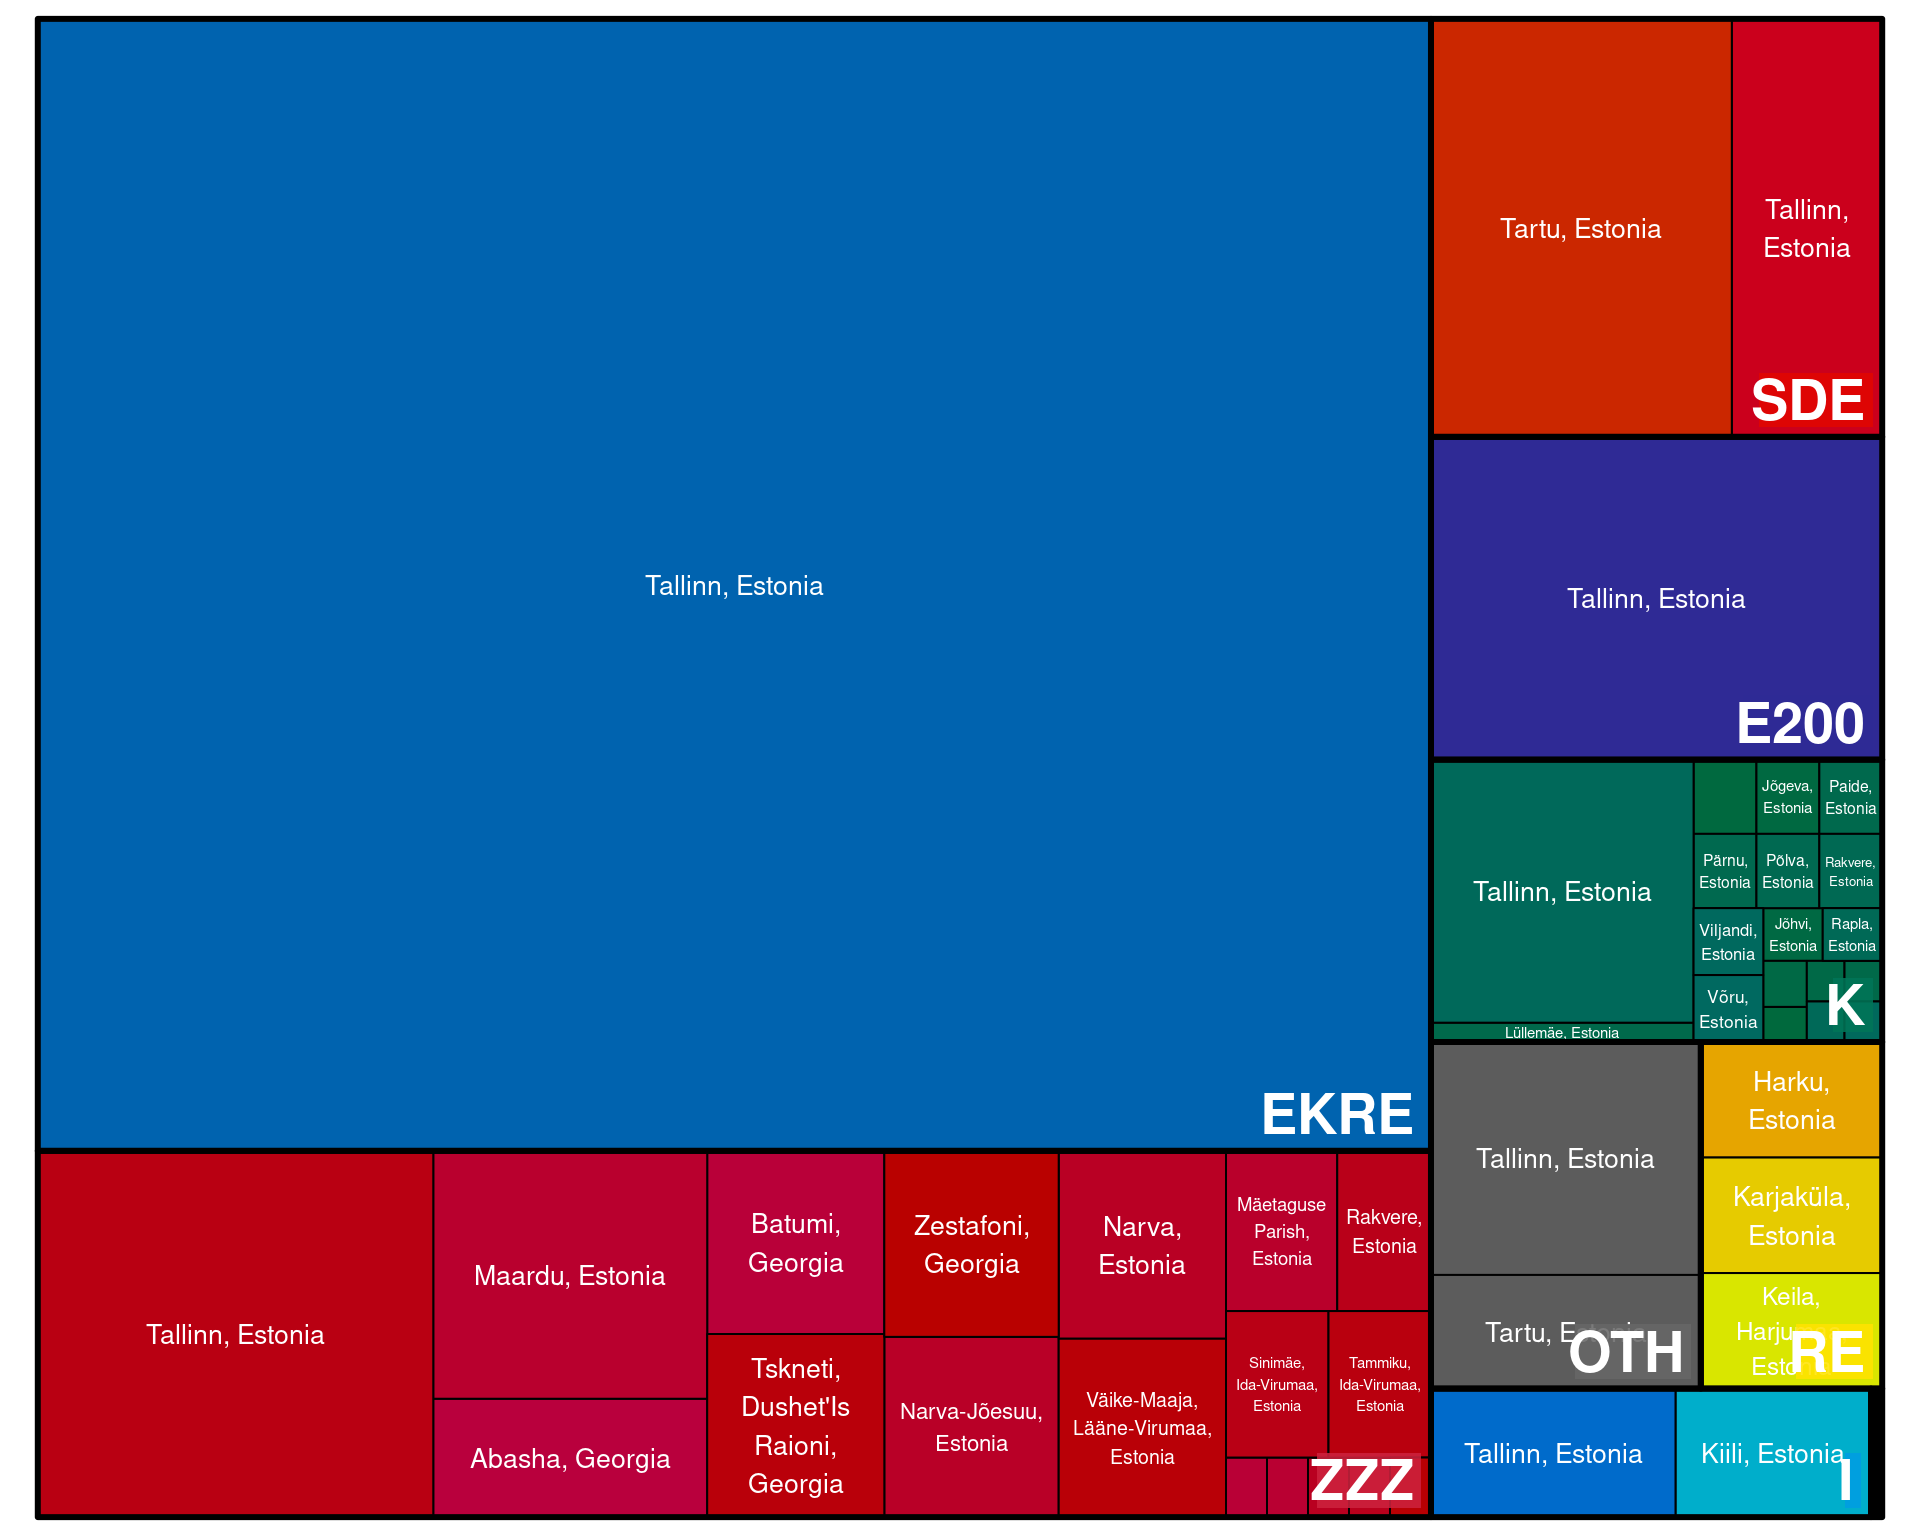 Tallinn, Estonia
EKRE
Tartu, Estonia
Tallinn,
Estonia
SDE
Tallinn, Estonia
E200
Tallinn, Estonia
Jõgeva,
Estonia
Paide,
Estonia
Pärnu,
Estonia
Põlva,
Estonia
Rakvere,
Estonia
Viljandi,
Estonia
Jõhvi,
Estonia
Rapla,
Estonia
Võru,
Estonia
K
Lüllemäe, Estonia
Tallinn, Estonia
Tartu, Estonia
OTH
Harku,
Estonia
Karjaküla,
Estonia
Keila,
RE
Tallinn, Estonia
Kiili, Estonia
I
Tallinn, Estonia
Maardu, Estonia
Abasha, Georgia
Batumi,
Georgia
Tskneti,
Dushet'Is
Raioni,
Georgia
Zestafoni,
Georgia
Narva-Jõesuu,
Estonia
Narva,
Estonia
Väike-Maaja,
Lääne-Virumaa,
Estonia
Mäetaguse
Parish,
Estonia
Rakvere,
Estonia
Sinimäe,
Ida-Virumaa,
Estonia
Tammiku,
Ida-Virumaa,
Estonia
ZZZ